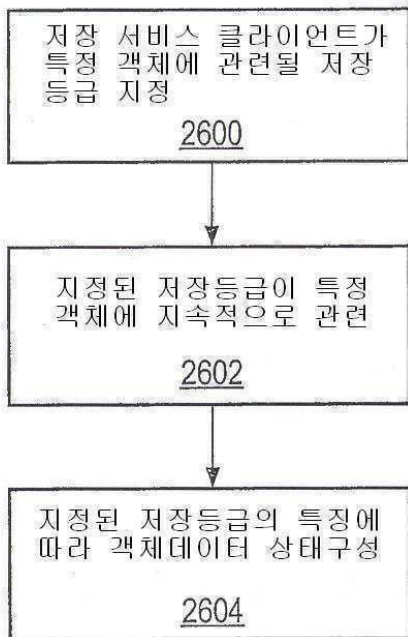 저장 서비스 클라이언트가
특정 객체에 관련될 저장
등급 지정
2600
지정된 저장등급이 특정
객체에 지속적으로 관련
2602
지정된 저장등급의 특징에
따라 객체데이터 상태구성
2604